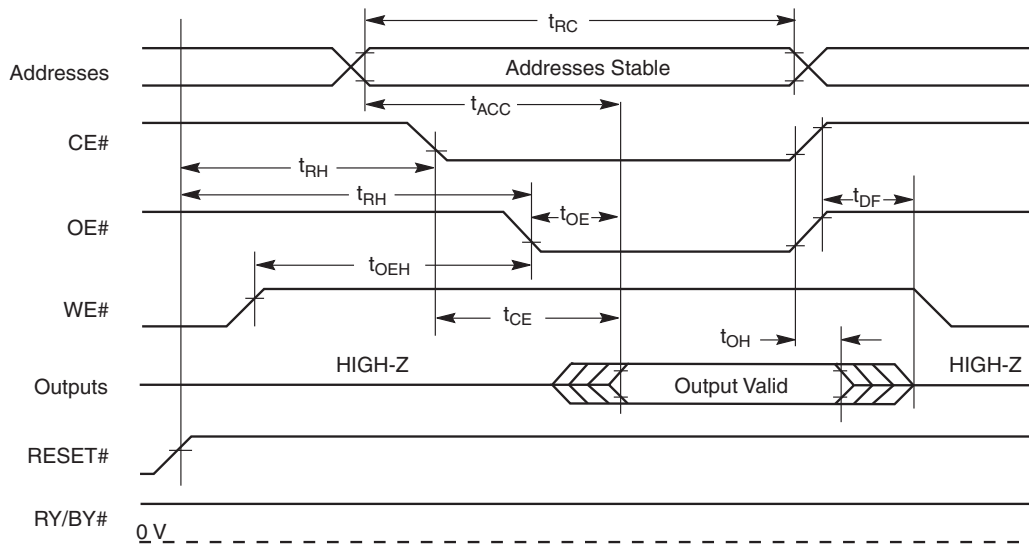 tRC
Addresses
Addresses Stable
tACC
CE#
tRH
tRH
tOE
tDF
OE#
tOEH
WE#
tCE
tOH
HIGH-Z
HIGH-Z
Outputs
Output Valid
RESET#
RY/BY#
0 V